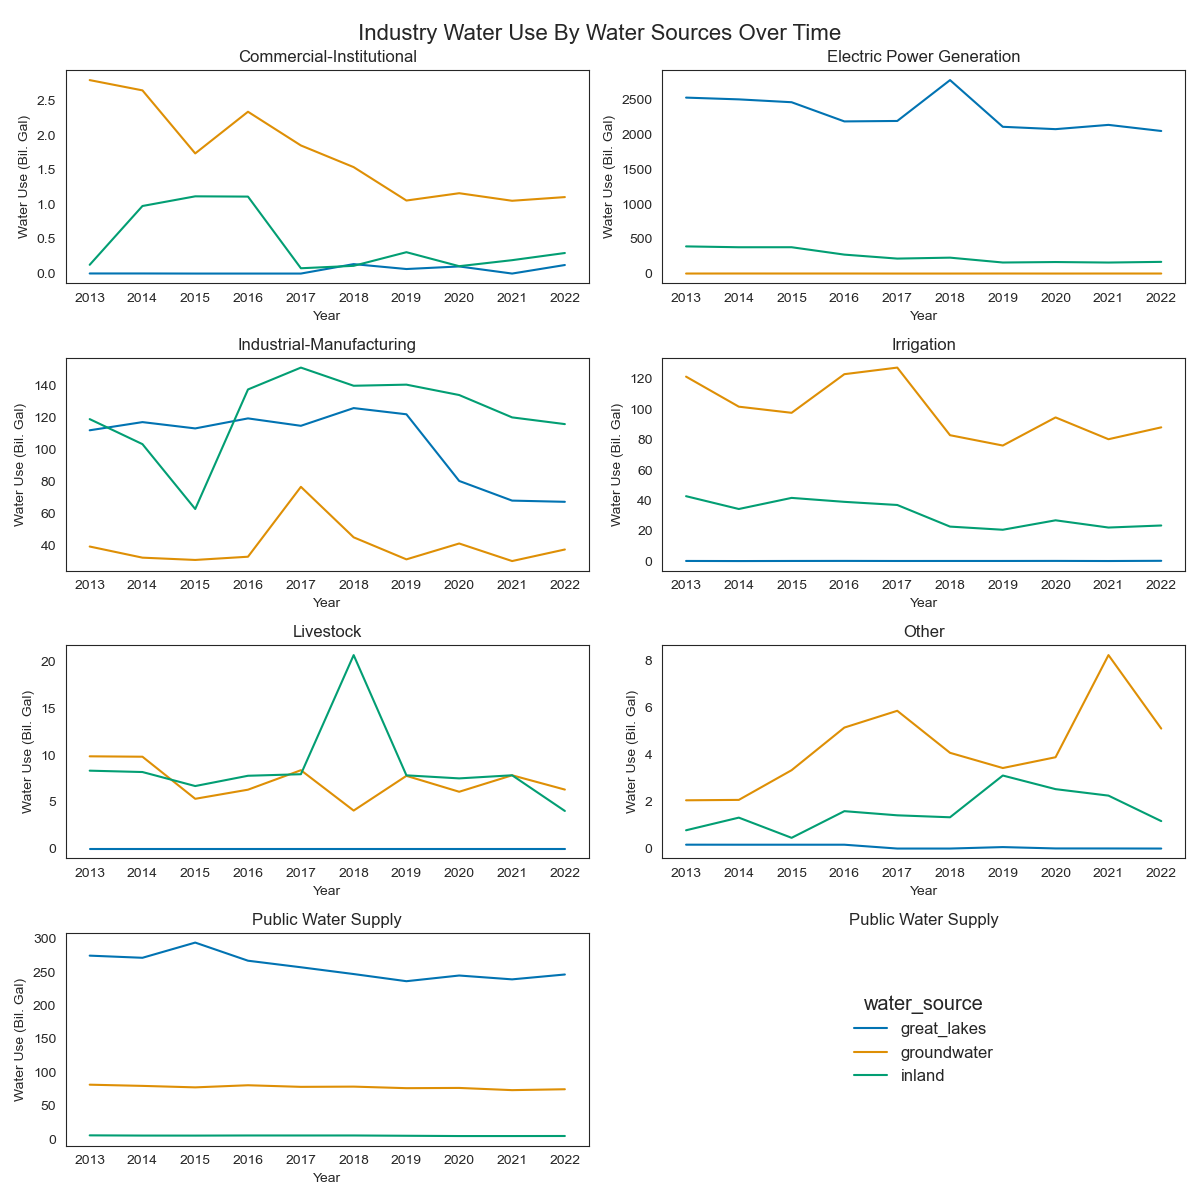 Industry Water Use By Water Sources Over Time
Commercial-Institutional
Water Use (Bil. Gal)
2.5
2.0
1.5
1.0
0.5
0.0
2013 2014 2015 2016 2017 2018 2019 2020 2021 2022
Year
Electric Power Generation
Water Use (Bil. Gal)
2500
2000
1500
1000
500
0
2013 2014 2015 2016 2017 2018 2019 2020 2021 2022
Year
Industrial-Manufacturing
Water Use (Bil. Gal)
140
120
100
80
60
40
2013 2014 2015 2016 2017 2018 2019 2020 2021 2022
Year
Irrigation
Water Use (Bil. Gal)
120
100
80
60
40
20
0
2013 2014 2015 2016 2017 2018 2019 2020 2021 2022
Year
Livestock
Water Use (Bil. Gal)
20
15
10
5
0
2013 2014 2015 2016 2017 2018 2019 2020 2021 2022
Year
Other
Water Use (Bil. Gal)
8
6
4
2
0
2013 2014 2015 2016 2017 2018 2019 2020 2021 2022
Year
Public Water Supply
Water Use (Bil. Gal)
300
250
200
150
100
50
0
2013 2014 2015 2016 2017 2018 2019 2020 2021 2022
Year
Public Water Supply
water_source
great_lakes
groundwater
inland